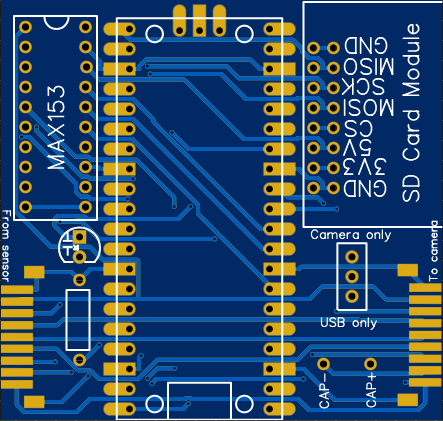 MAX153
GND
MISO
SCK
MOSI
CS
5V
3V3
GND
SD Card Module
From sensor
Camera only
To camera
USB only
CAP-
CAP+